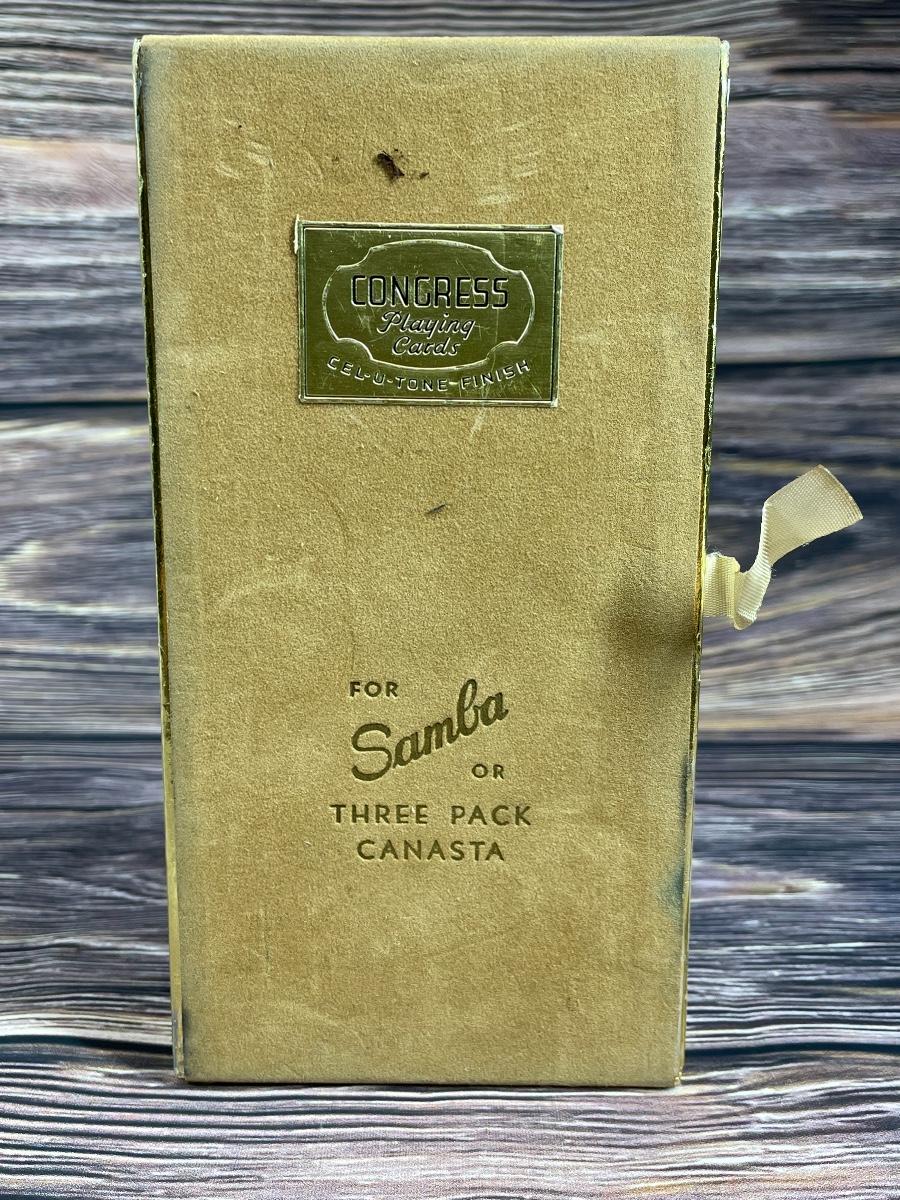 CONGRESS
Playing
Cards
CEL-U-TONE FINISH
FOR
Samba
OR
THREE PACK
CANASTA